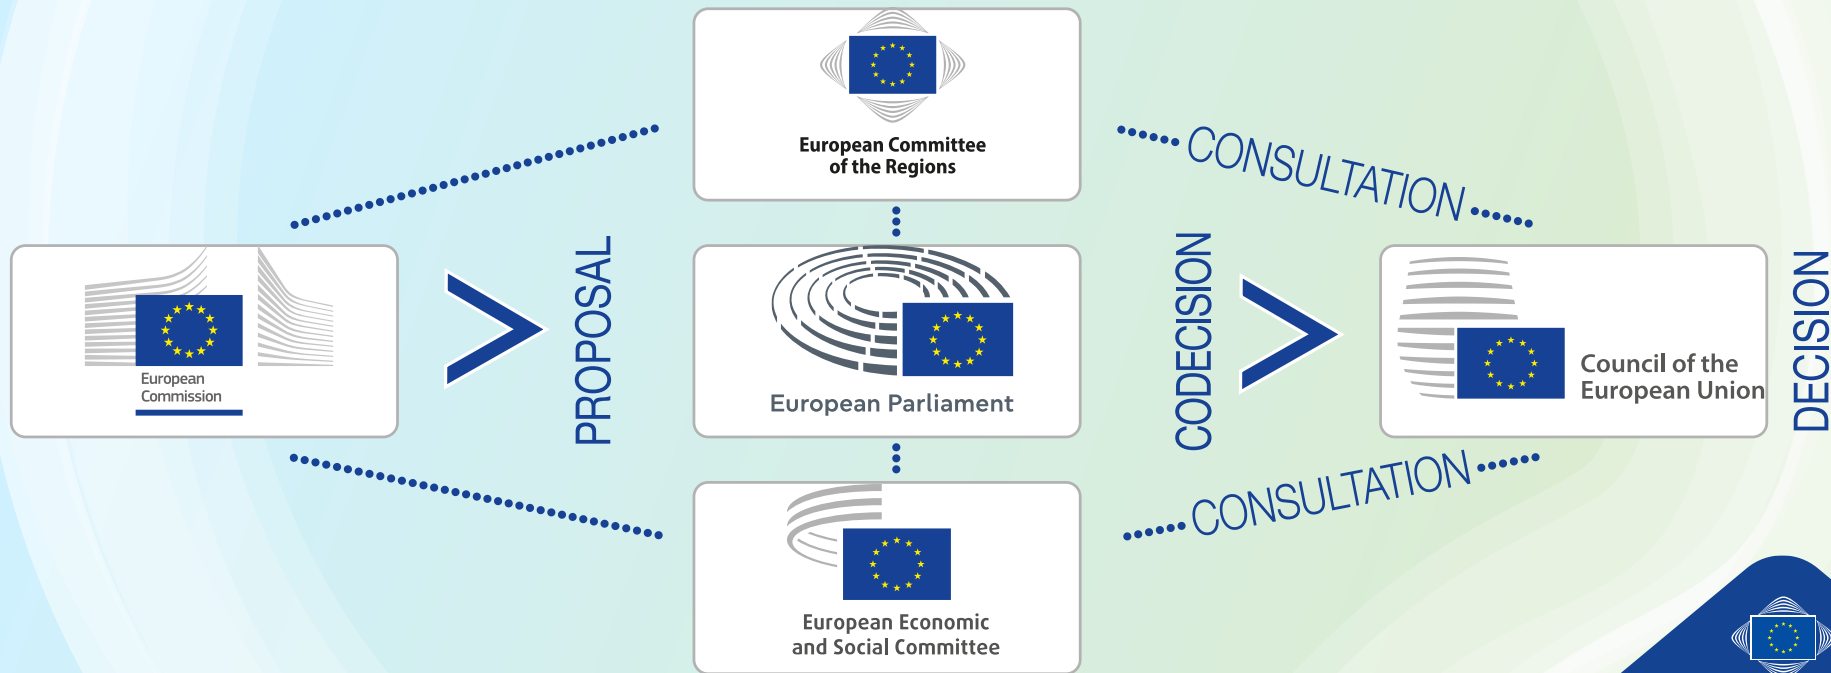 European Committee
of the Regions
CONSULTATION
European
Commission
PROPOSAL
European Parliament
CODECISION
Council of the
European Union
DECISION
CONSULTATION
European Economic
and Social Committee